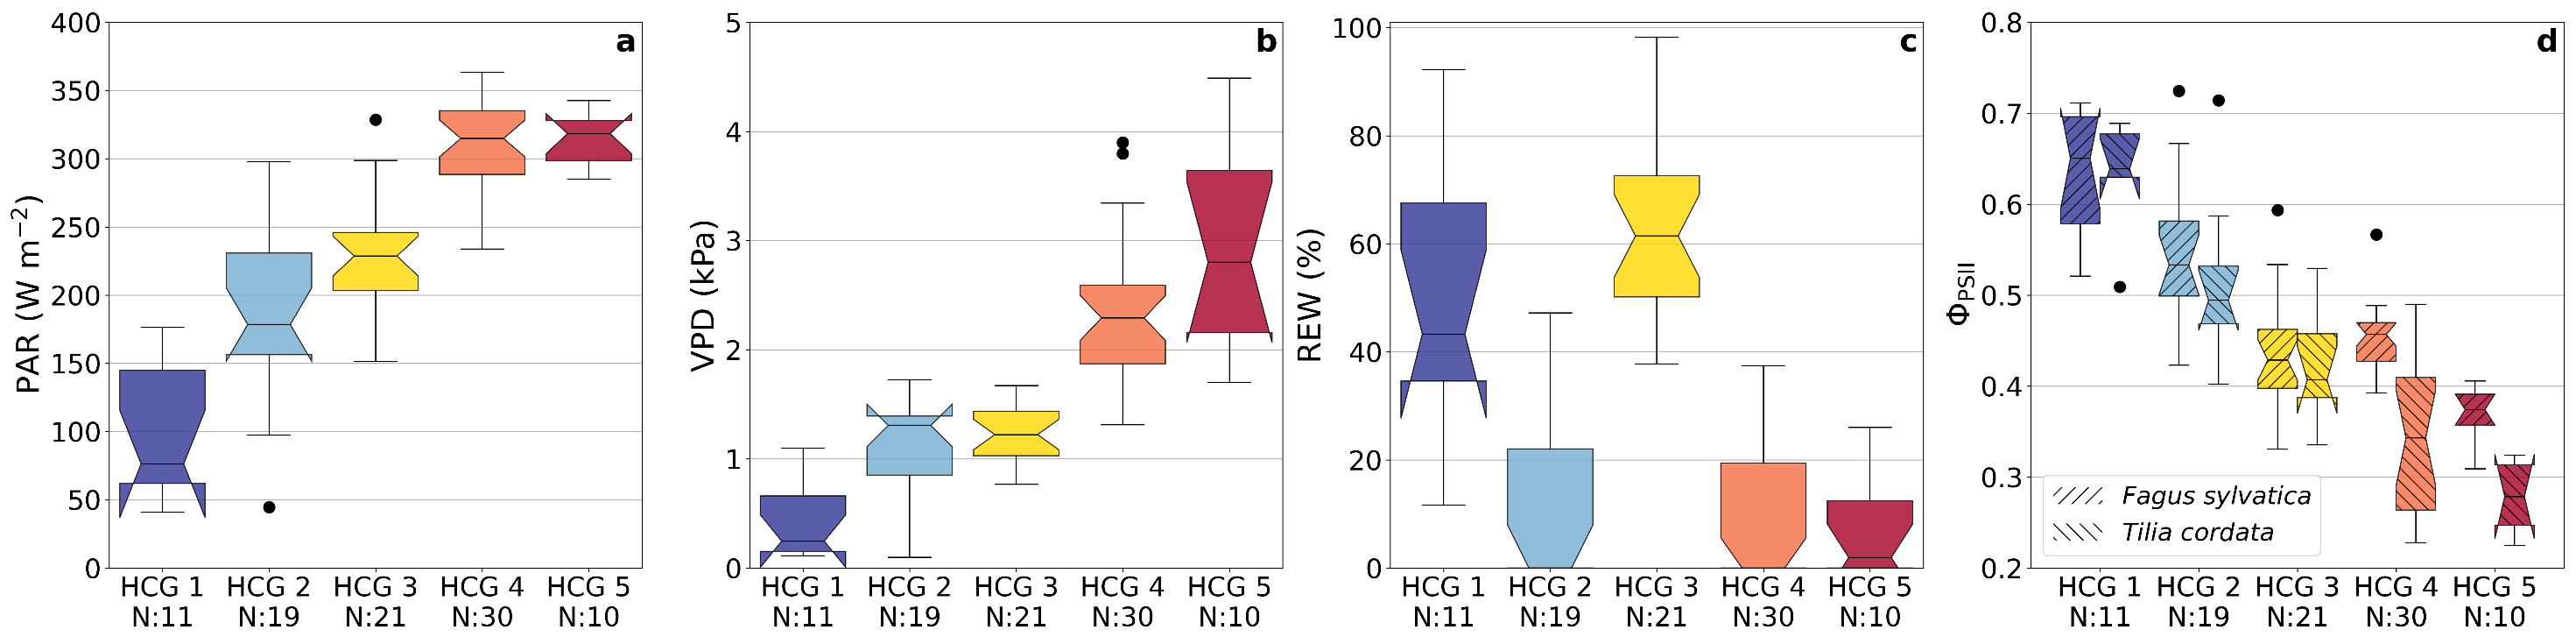 a
PAR (W m⁻²)
400
350
300
250
200
150
100
50
0
HCG 1 HCG 2 HCG 3 HCG 4 HCG 5
N:11 N:19 N:21 N:30 N:10
b
VPD (kPa)
5
4
3
2
1
0
HCG 1 HCG 2 HCG 3 HCG 4 HCG 5
N:11 N:19 N:21 N:30 N:10
c
REW (%)
100
80
60
40
20
0
HCG 1 HCG 2 HCG 3 HCG 4 HCG 5
N:11 N:19 N:21 N:30 N:10
d
Φ_PSII
0.8
0.7
0.6
0.5
0.4
0.3
0.2
Fagus sylvatica
Tilia cordata
HCG 1 HCG 2 HCG 3 HCG 4 HCG 5
N:11 N:19 N:21 N:30 N:10